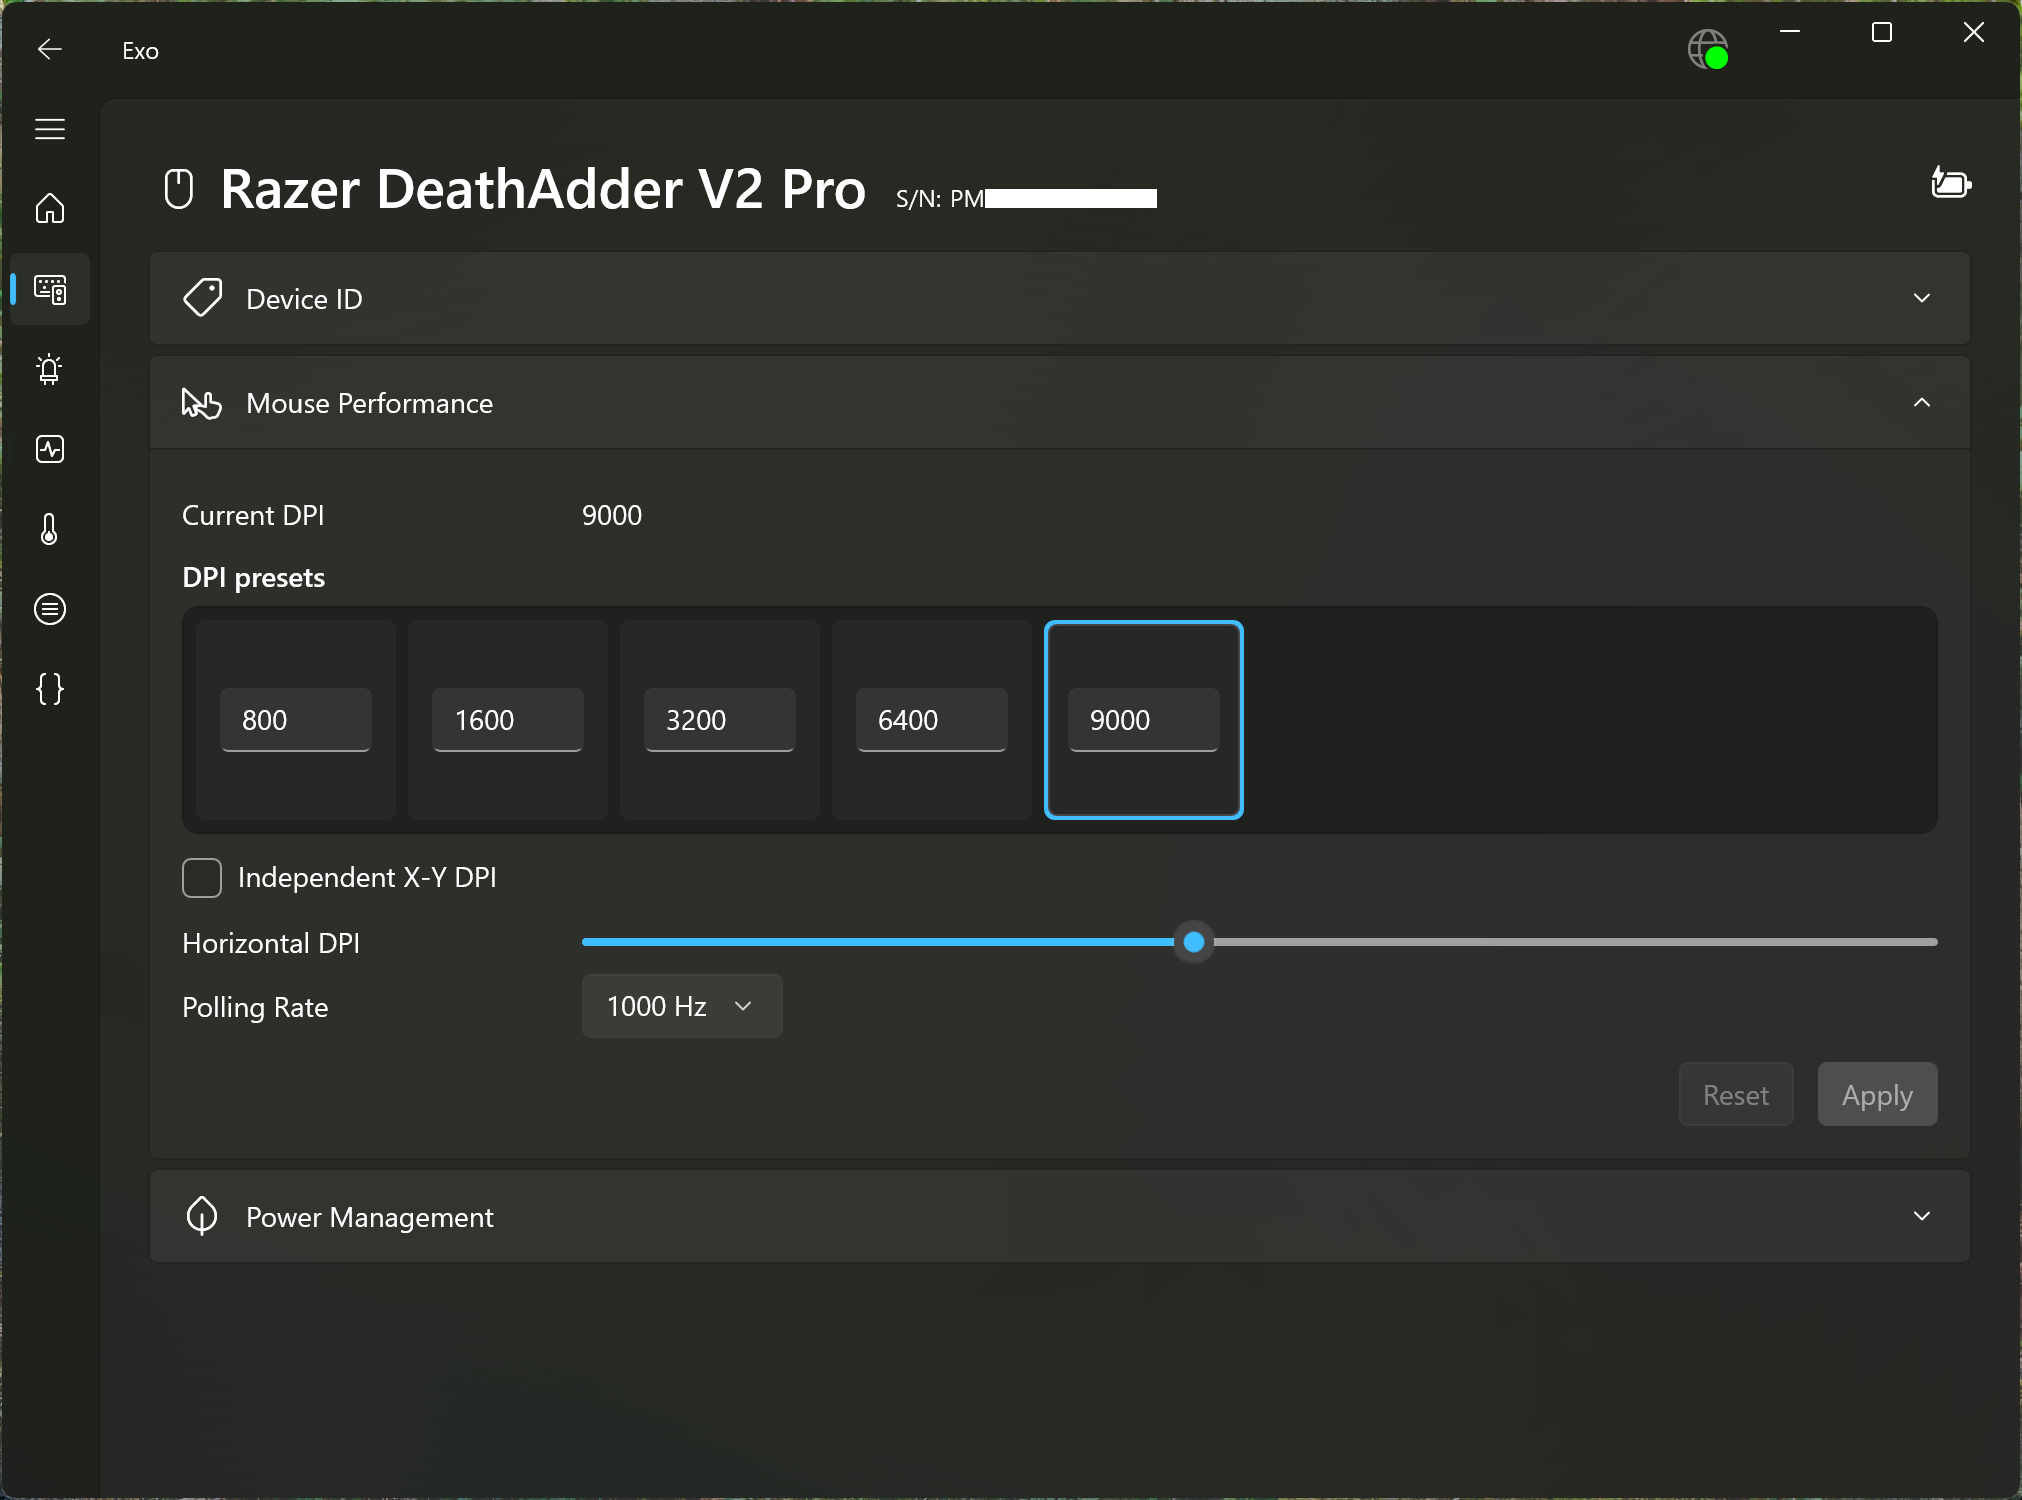 Exo
Razer DeathAdder V2 Pro S/N: PM
Device ID
Mouse Performance
Current DPI 9000
DPI presets
800 1600 3200 6400 9000
Independent X-Y DPI
Horizontal DPI
Polling Rate 1000 Hz
Reset Apply
Power Management